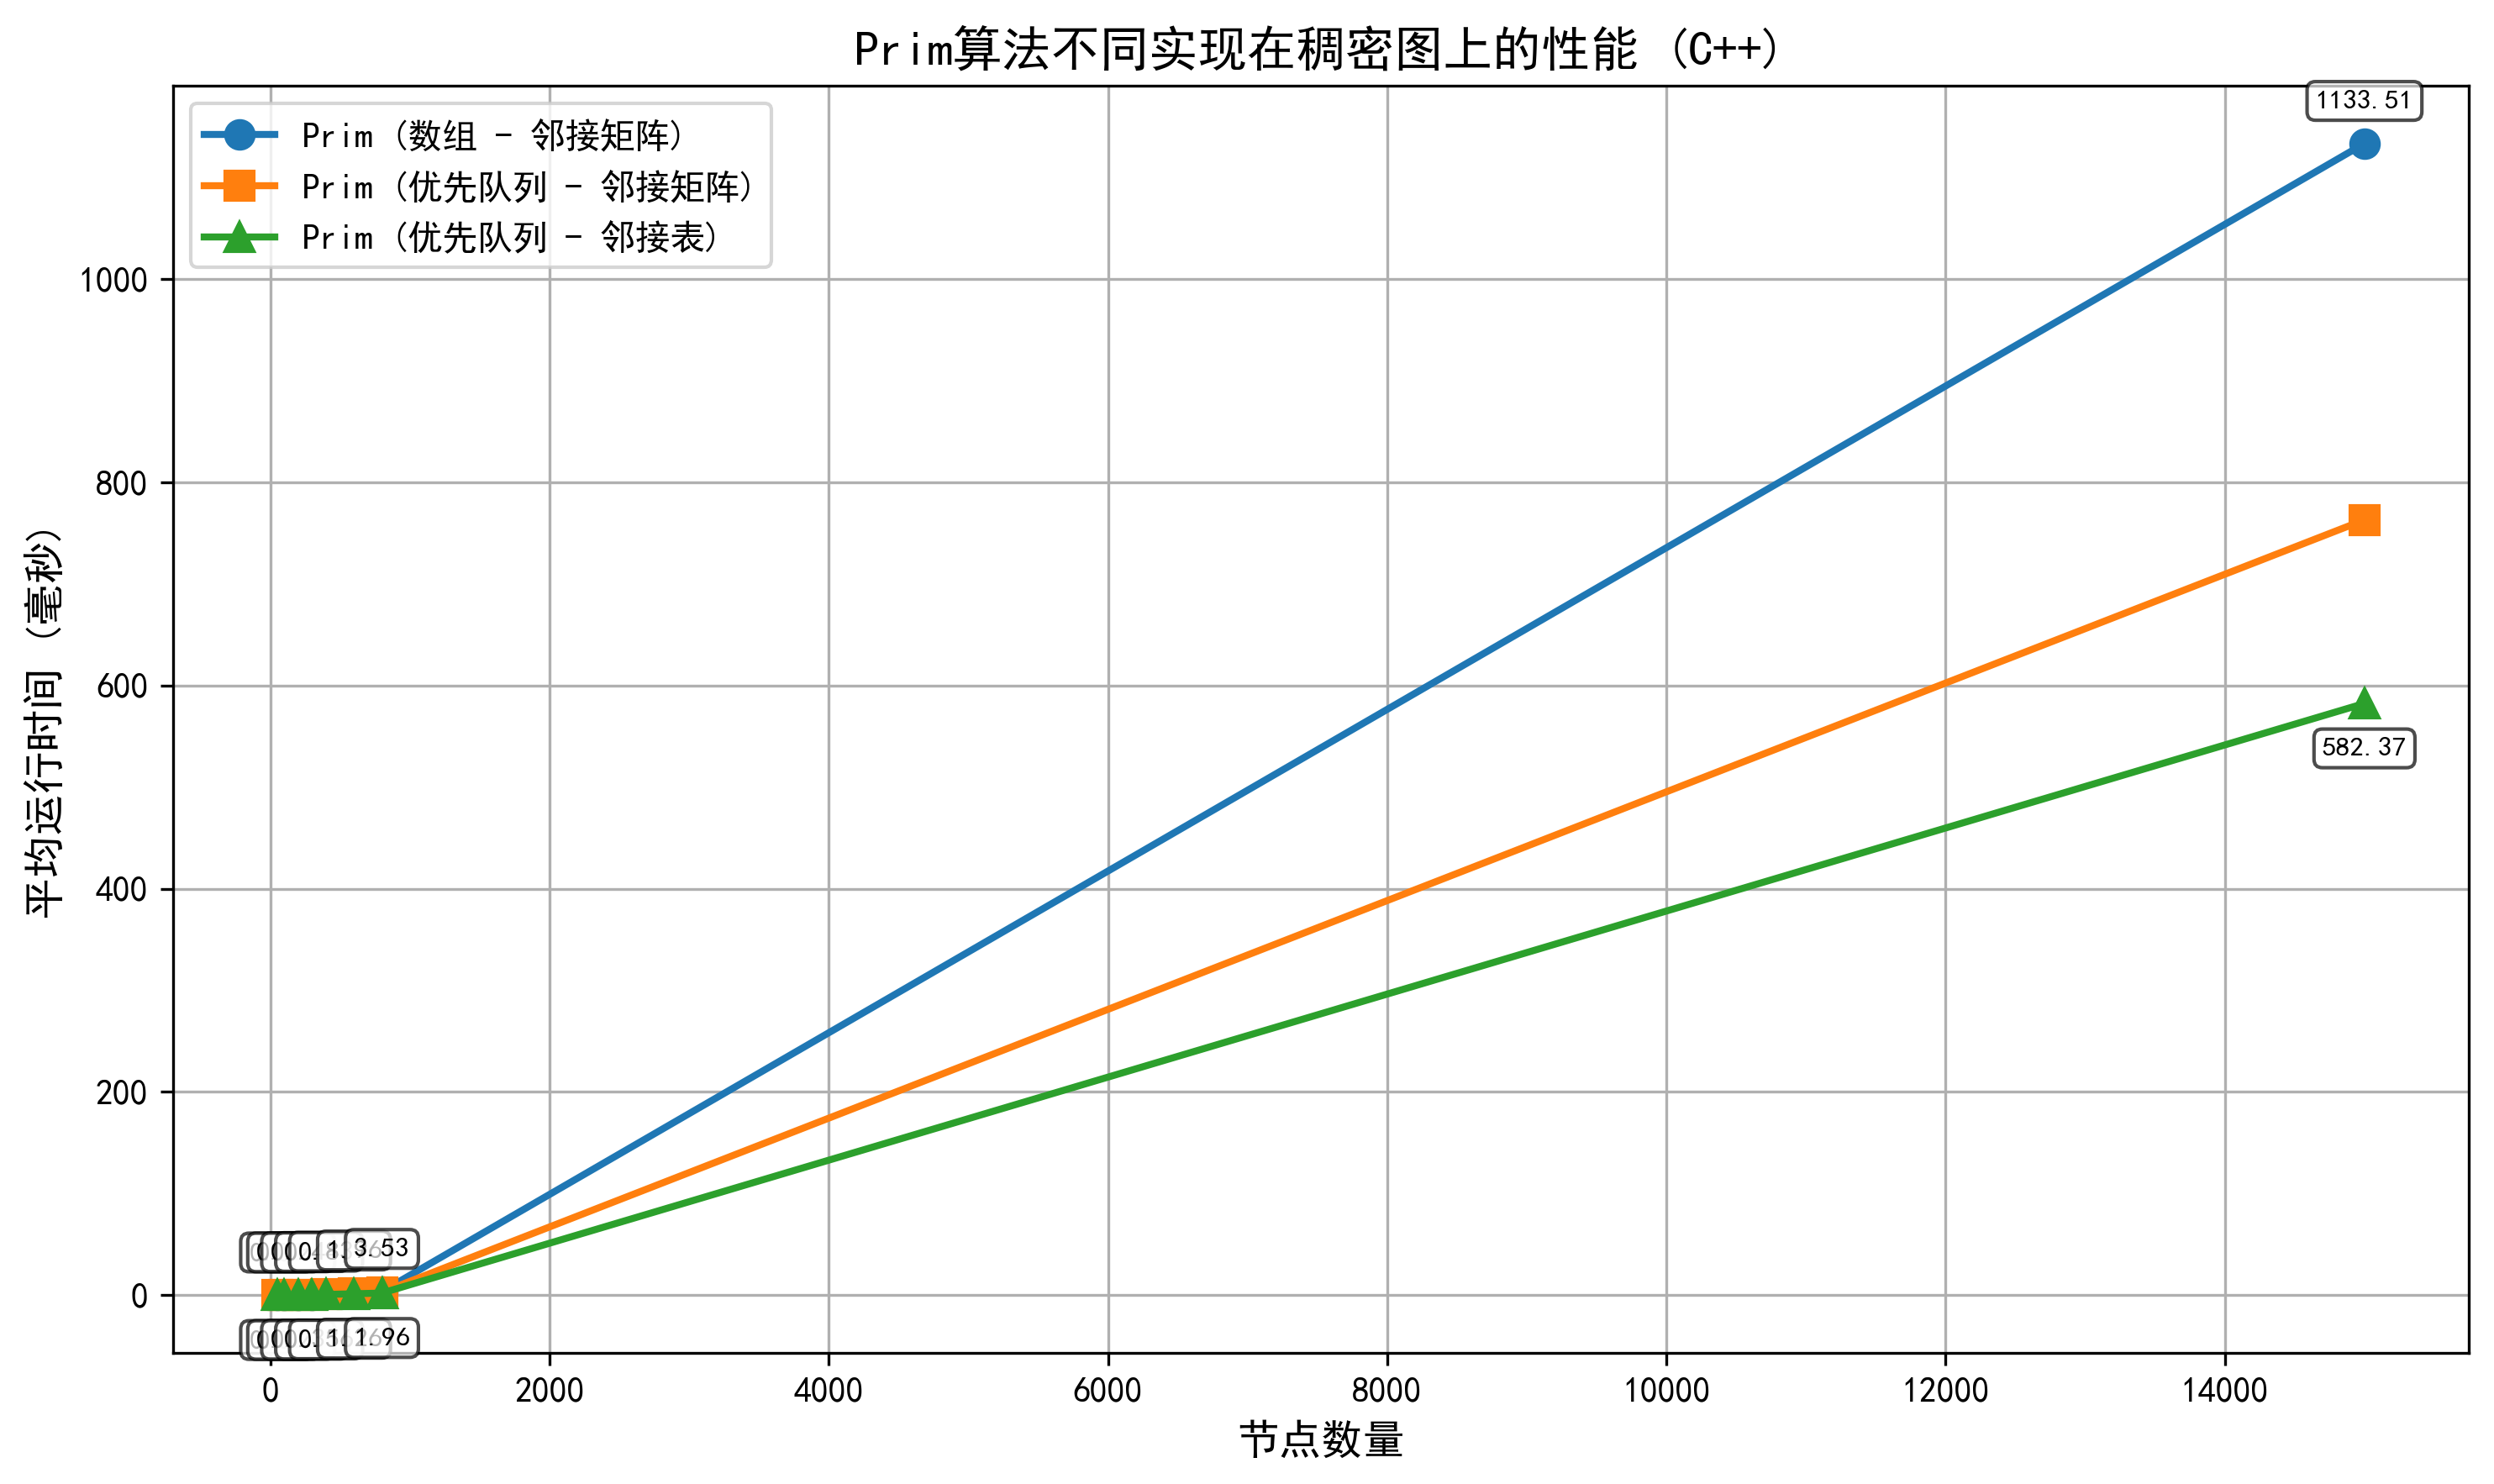 Prim算法不同实现在稠密图上的性能 (C++)
Prim (数组 - 邻接矩阵)
Prim (优先队列 - 邻接矩阵)
Prim (优先队列 - 邻接表)
1133.51
582.37
3.53
1.96
平均运行时间 (毫秒)
1000
800
600
400
200
0
0 2000 4000 6000 8000 10000 12000 14000
节点数量